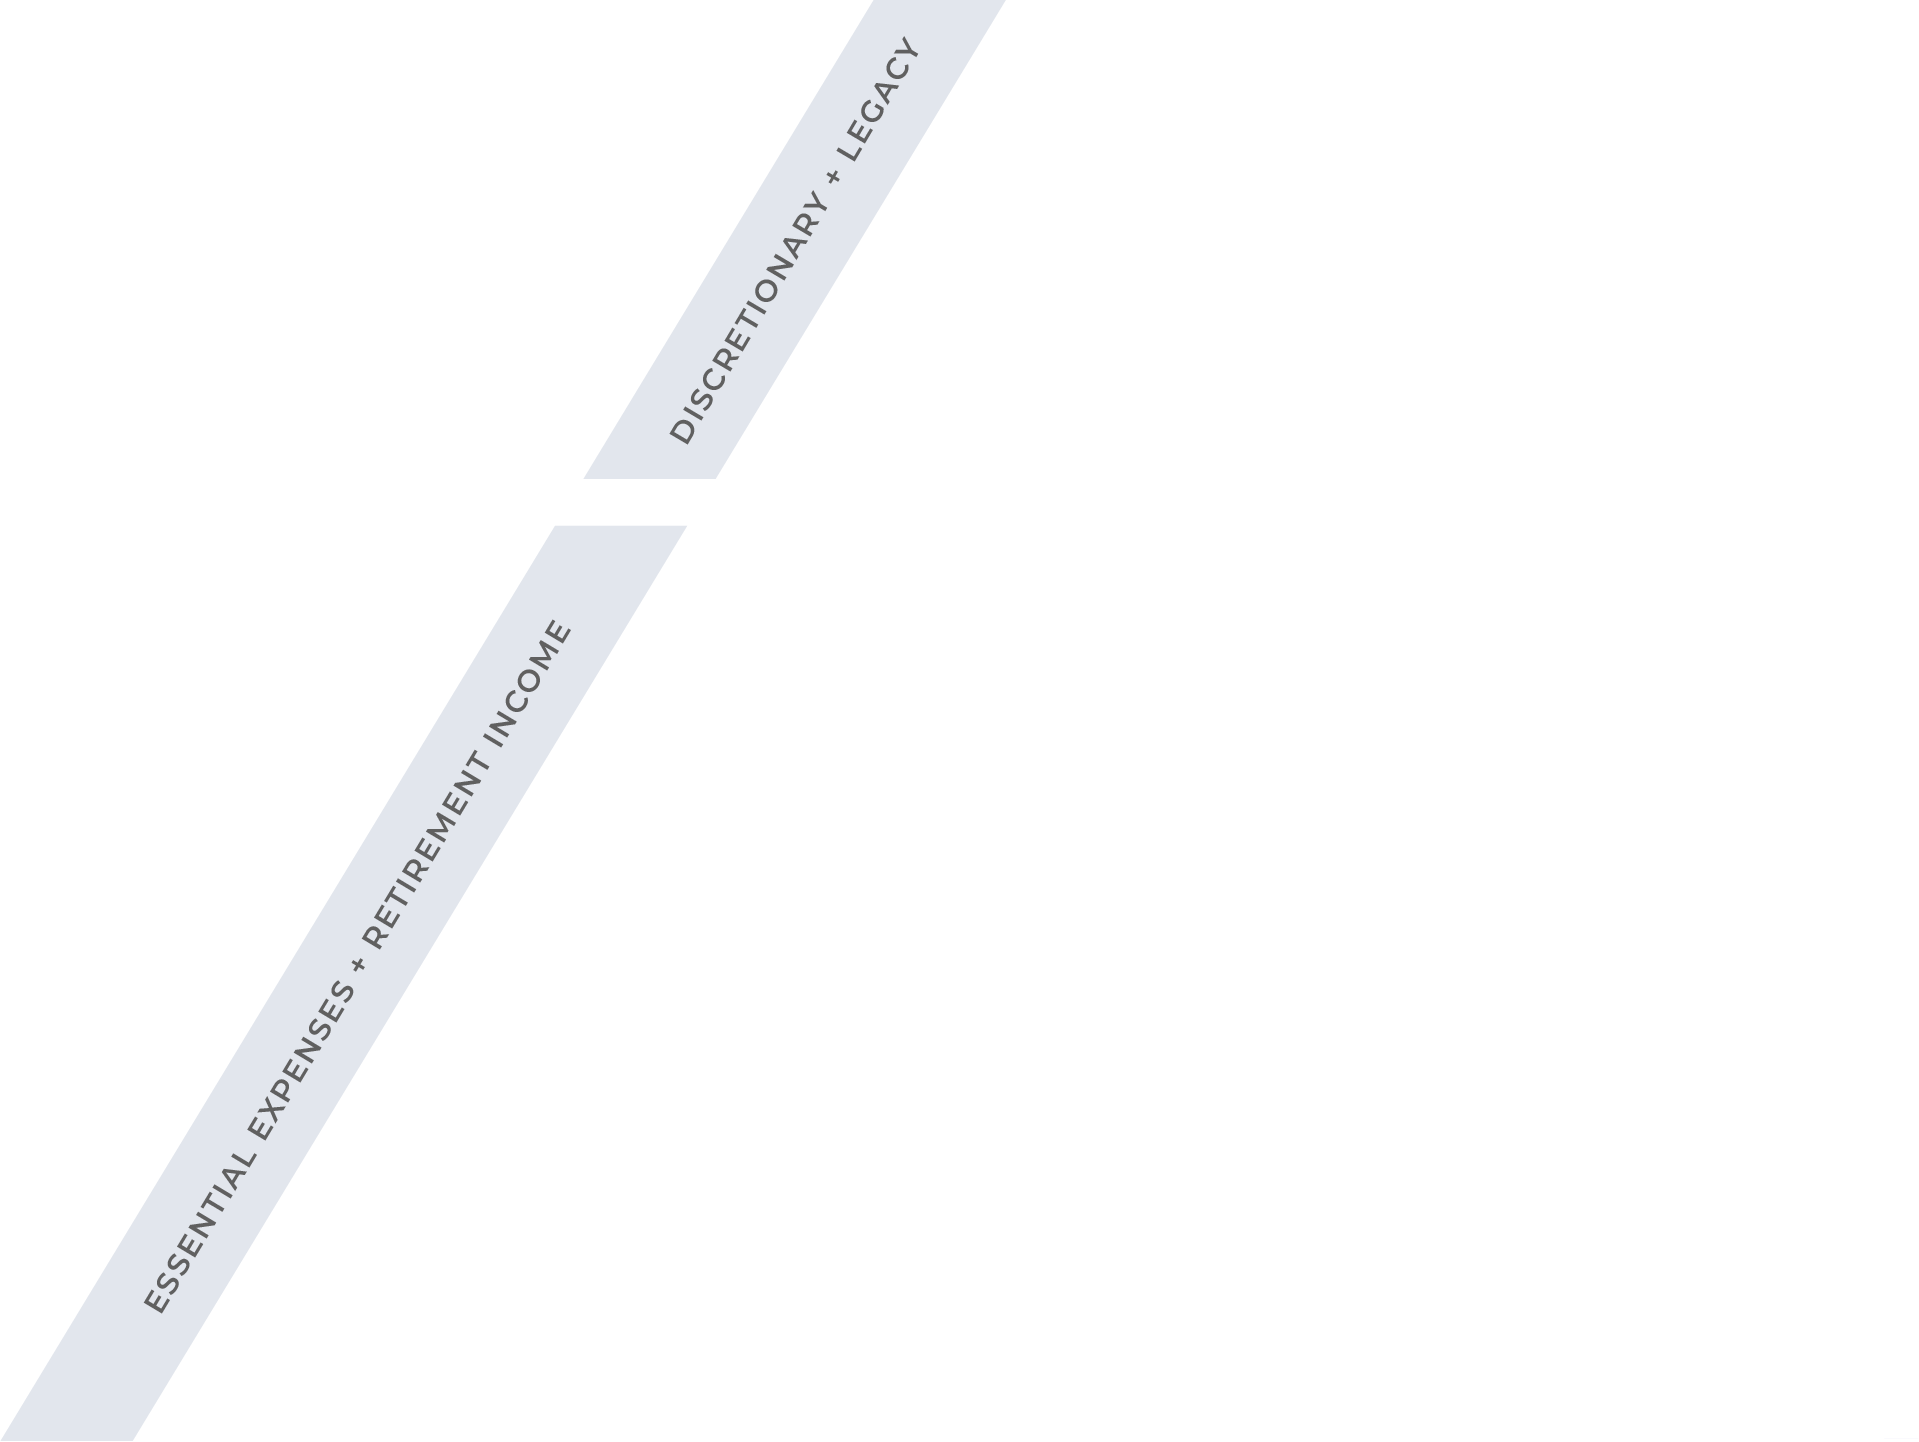 DISCRETIONARY + LEGACY
ESSENTIAL EXPENSES + RETIREMENT INCOME